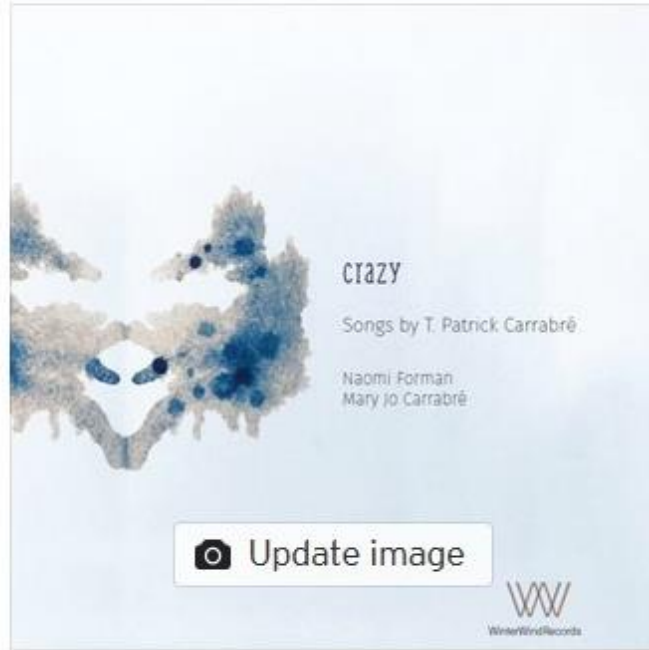 crazy
Songs by T. Patrick Carrabré
Naomi Forman
Mary Jo Carrabré
Update image
WinterWindRecords